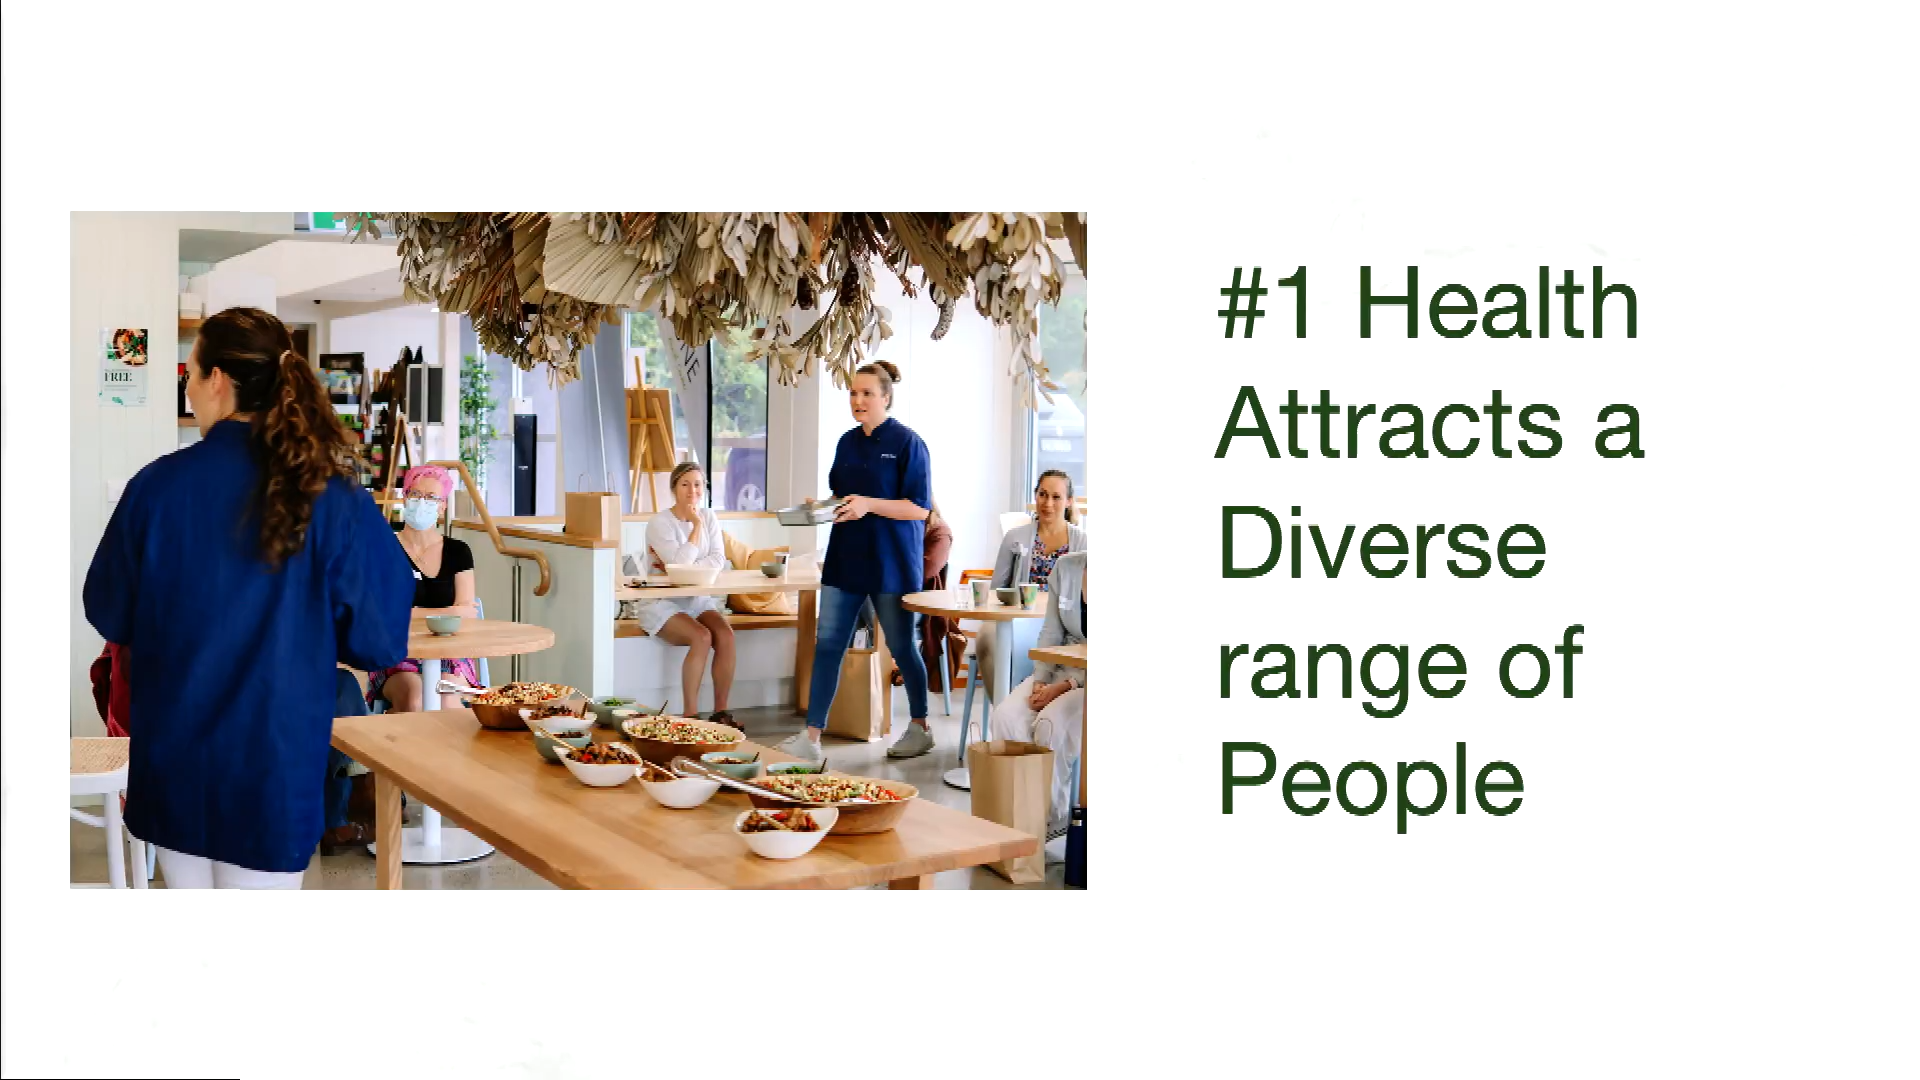 FREE
#1 Health
Attracts a
Diverse
range of
People